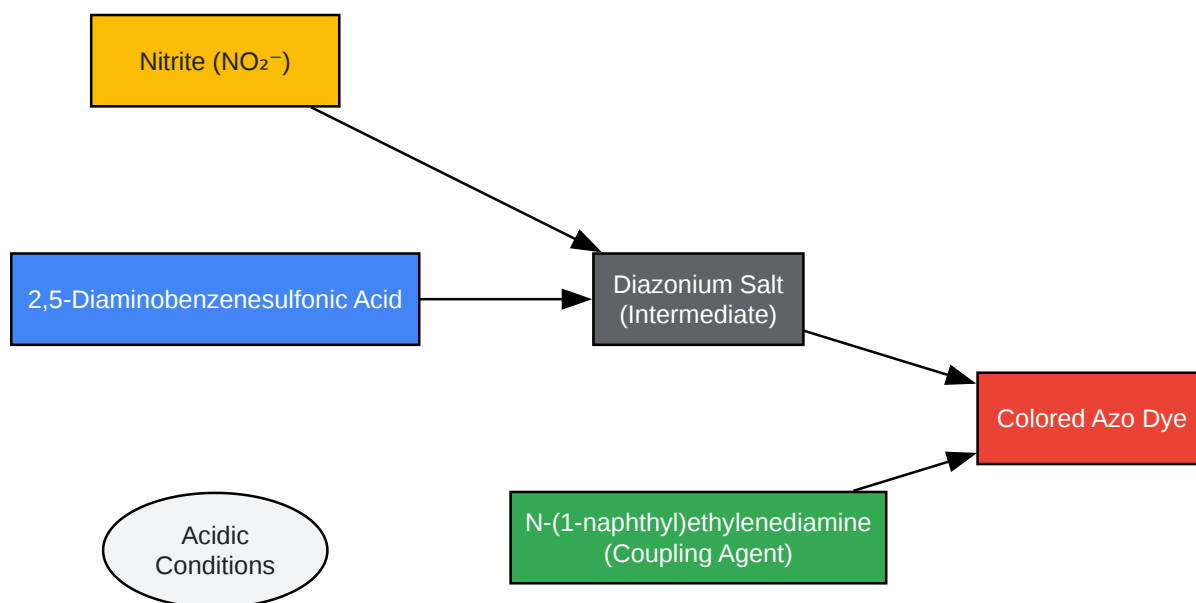 Nitrite (NO₂⁻)
2,5-Diaminobenzenesulfonic Acid
Diazonium Salt
(Intermediate)
Colored Azo Dye
N-(1-naphthyl)ethylenediamine
(Coupling Agent)
Acidic
Conditions